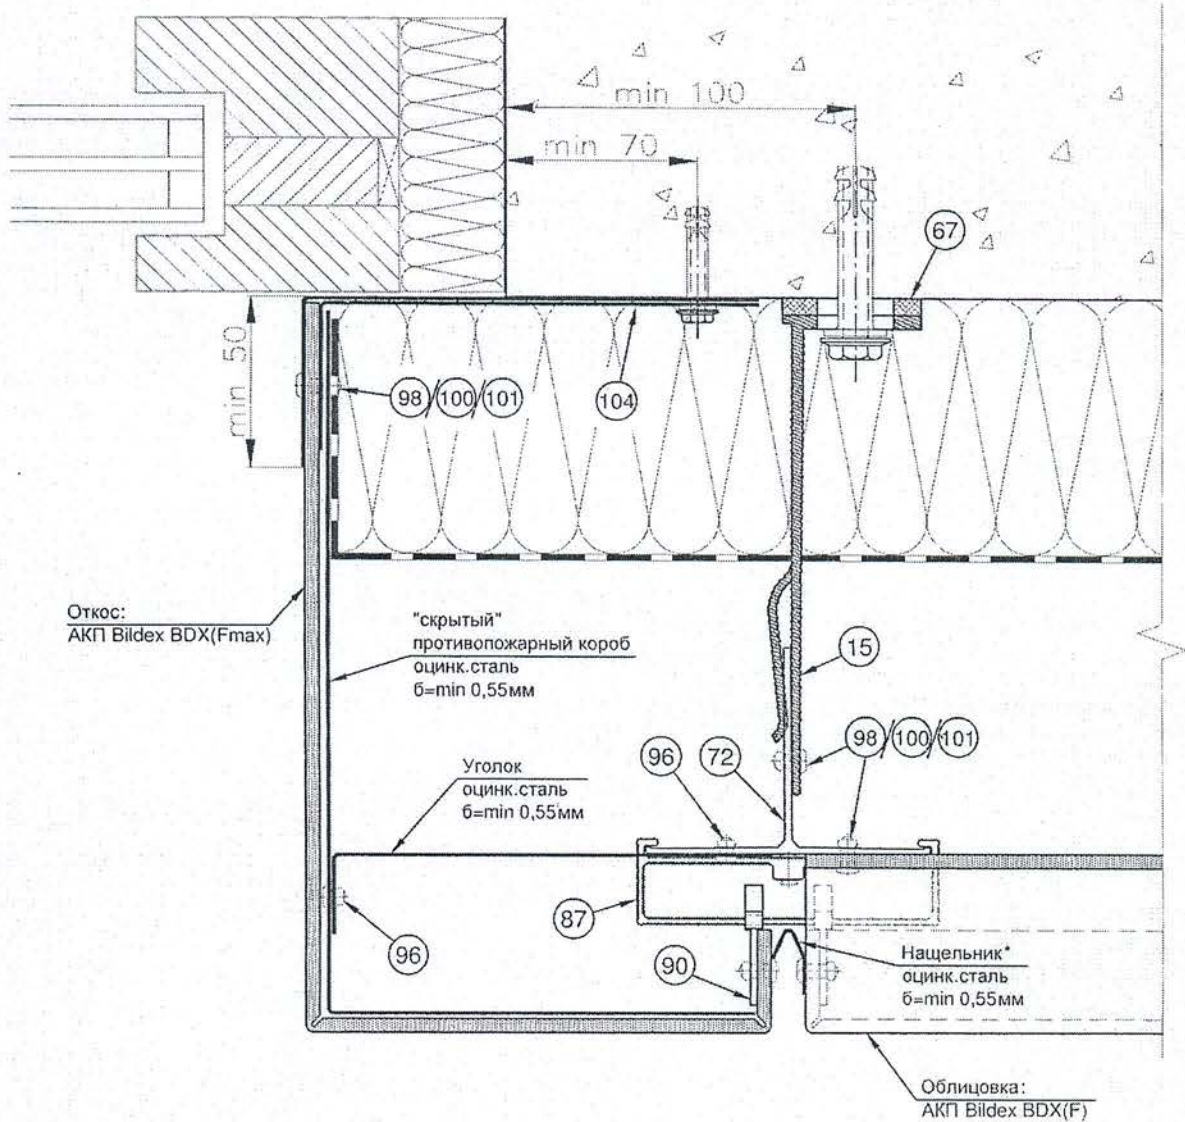 min 100
min 70
67
min 50
98/100/101
104
Откос:
АКП Bildex BDX(Fmax)
"скрытый"
противопожарный короб
оцинк.сталь
б=min 0,55мм
15
98/100/101
96
72
Уголок
оцинк.сталь
б=min 0,55мм
87
96
90
Нащельник*
оцинк.сталь
б=min 0,55мм
Облицовка:
АКП Bildex BDX(F)